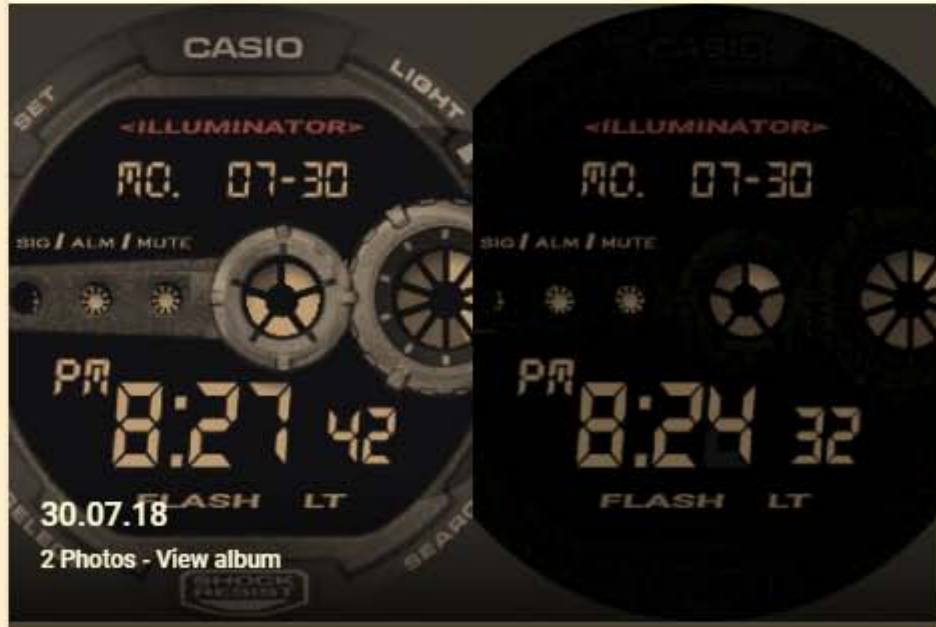 CASIO
SET
LIGHT
<ILLUMINATOR>
MO. 07-30
SIG / ALM / MUTE
PM
8:27 42
FLASH LT
SHOCK
RESIST
CASIO
<ILLUMINATOR>
MO. 07-30
SIG / ALM / MUTE
PM
8:24 32
FLASH LT
30.07.18
2 Photos - View album